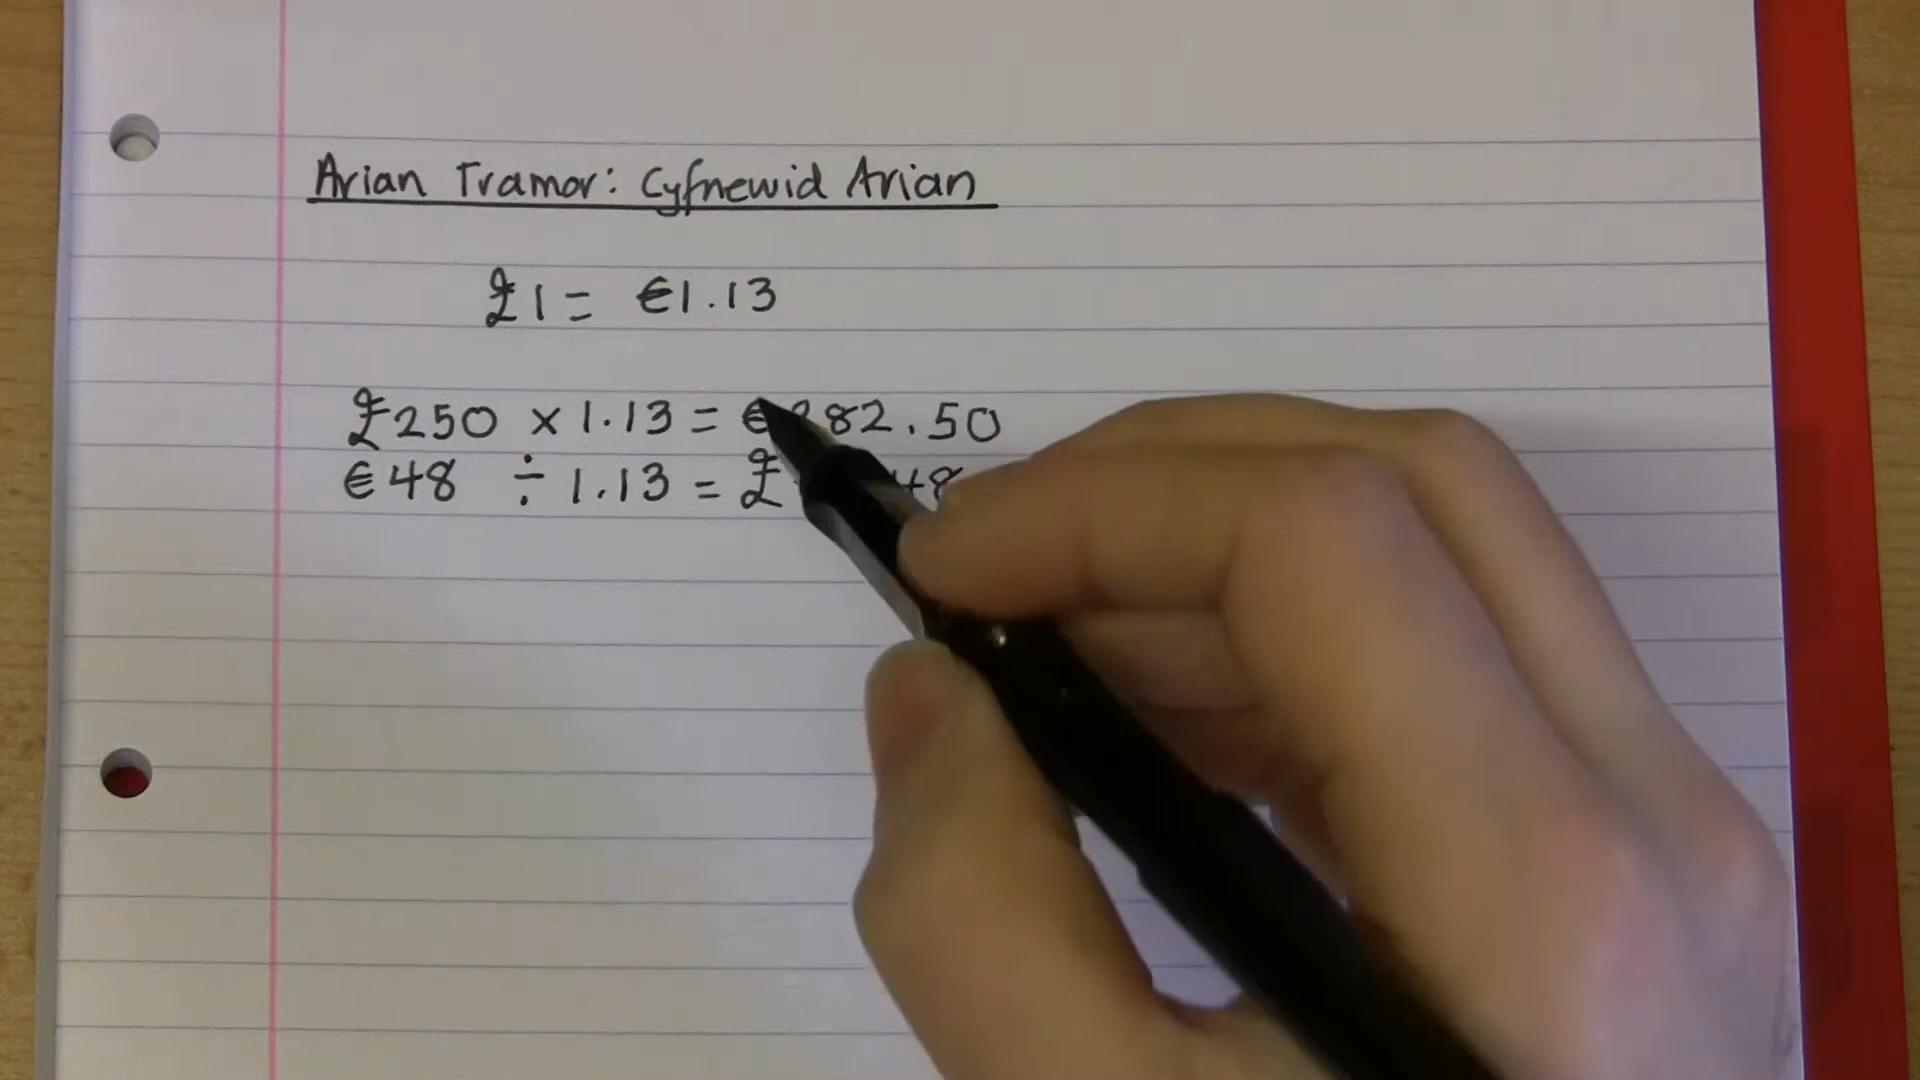 Arian Tramor: Cyfnewid Arian
£1 = €1.13
£250 × 1.13 = €282.50
€48 ÷ 1.13 = £